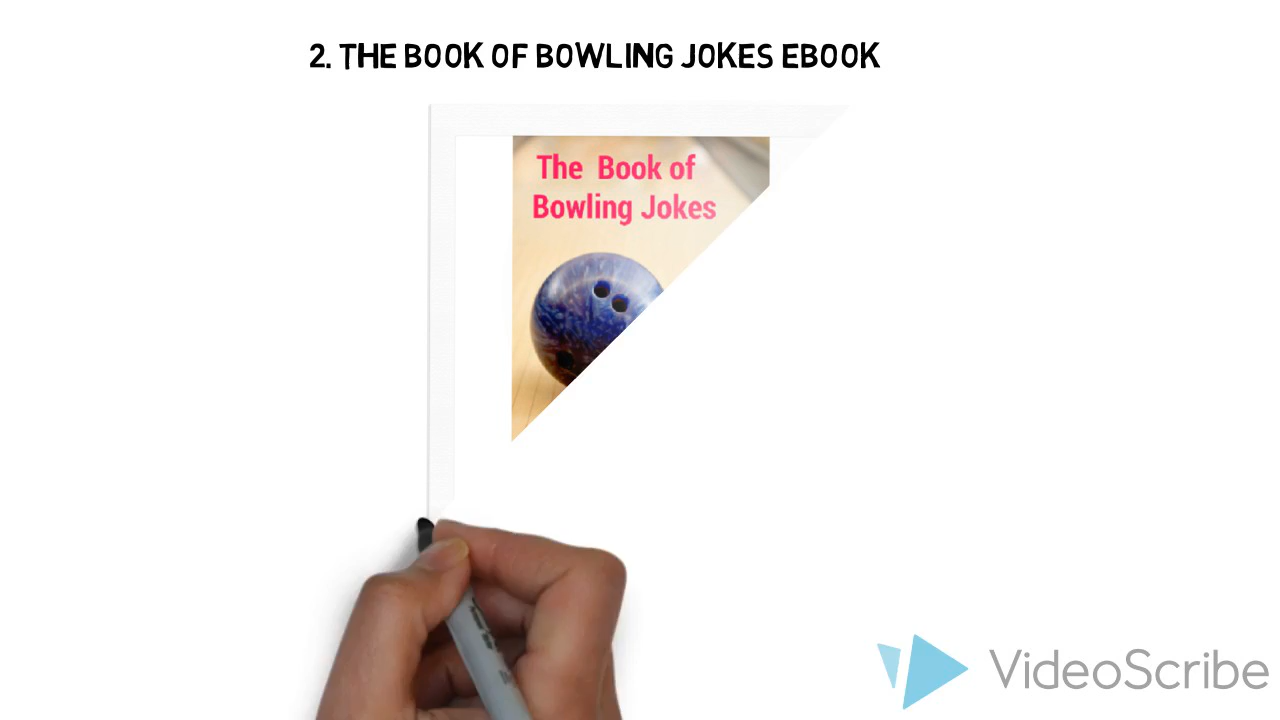 2. THE BOOK OF BOWLING JOKES EBOOK
The Book of
Bowling Jokes
VideoScribe